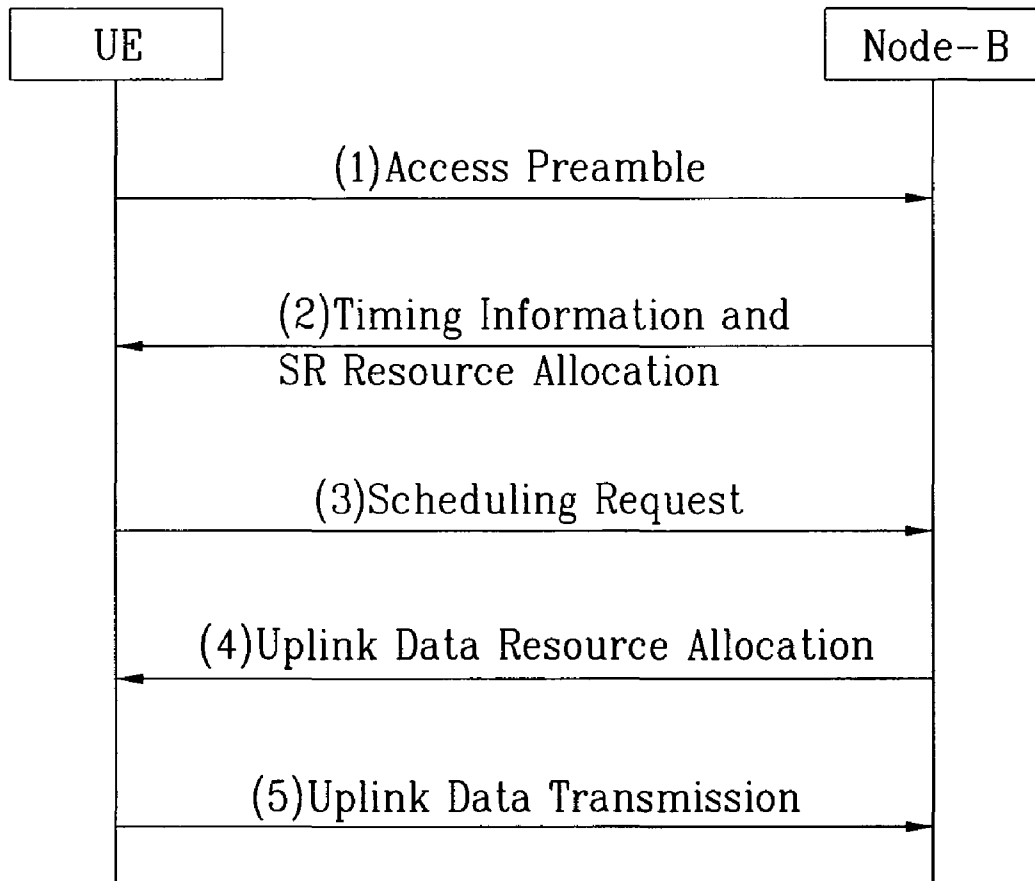 UE
Node-B
(1)Access Preamble
(2)Timing Information and
SR Resource Allocation
(3)Scheduling Request
(4)Uplink Data Resource Allocation
(5)Uplink Data Transmission